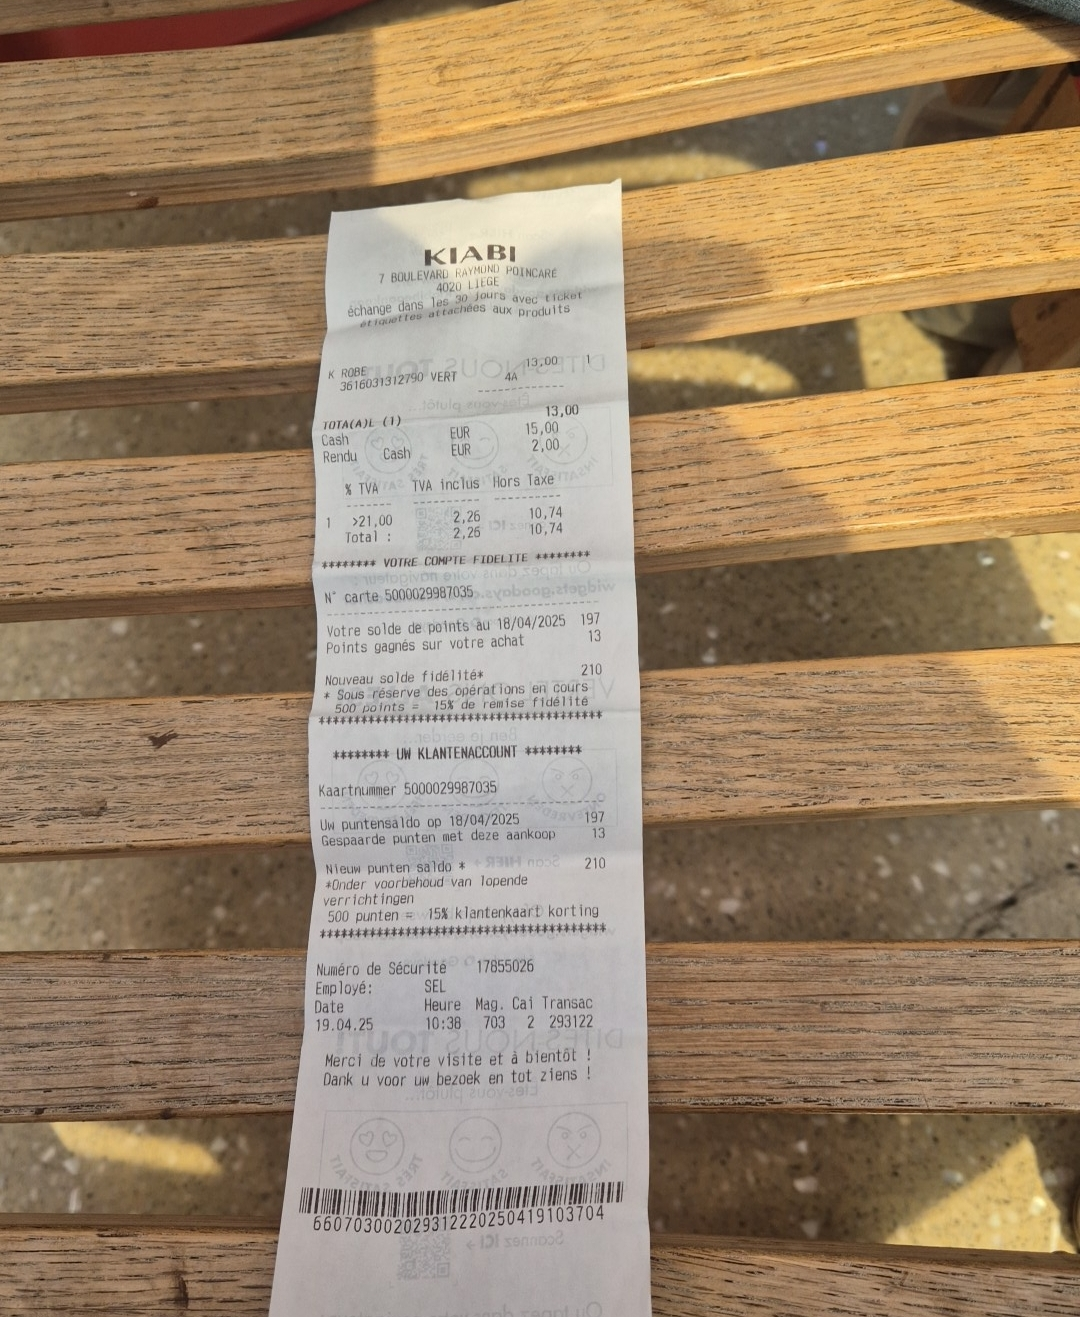 KIABI
7 BOULEVARD RAYMOND POINCARÉ
4020 LIEGE
échange dans les 30 jours avec ticket
étiquettes attachées aux produits
K ROBE 13,00 1
3616031312790 VERT 4A
------------
TOTA(A)L (1) 13,00
Cash EUR 15,00
Rendu Cash EUR 2,00
% TVA TVA inclus Hors Taxe
------- --------- ----------
1 >21,00 2,26 10,74
Total : 2,26 10,74
******** VOTRE COMPTE FIDELITE ********
N° carte 5000029987035
Votre solde de points au 18/04/2025 197
Points gagnés sur votre achat 13
Nouveau solde fidélité* 210
* Sous réserve des opérations en cours
500 points = 15% de remise fidélité
****************************************
******** UW KLANTENACCOUNT ********
Kaartnummer 5000029987035
Uw puntensaldo op 18/04/2025 197
Gespaarde punten met deze aankoop 13
Nieuw punten saldo * 210
*Onder voorbehoud van lopende
verrichtingen
500 punten = 15% klantenkaart korting
****************************************
Numéro de Sécurité 17855026
Employé: SEL
Date Heure Mag. Cai Transac
19.04.25 10:38 703 2 293122
Merci de votre visite et à bientôt !
Dank u voor uw bezoek en tot ziens !
660703002029312220250419103704